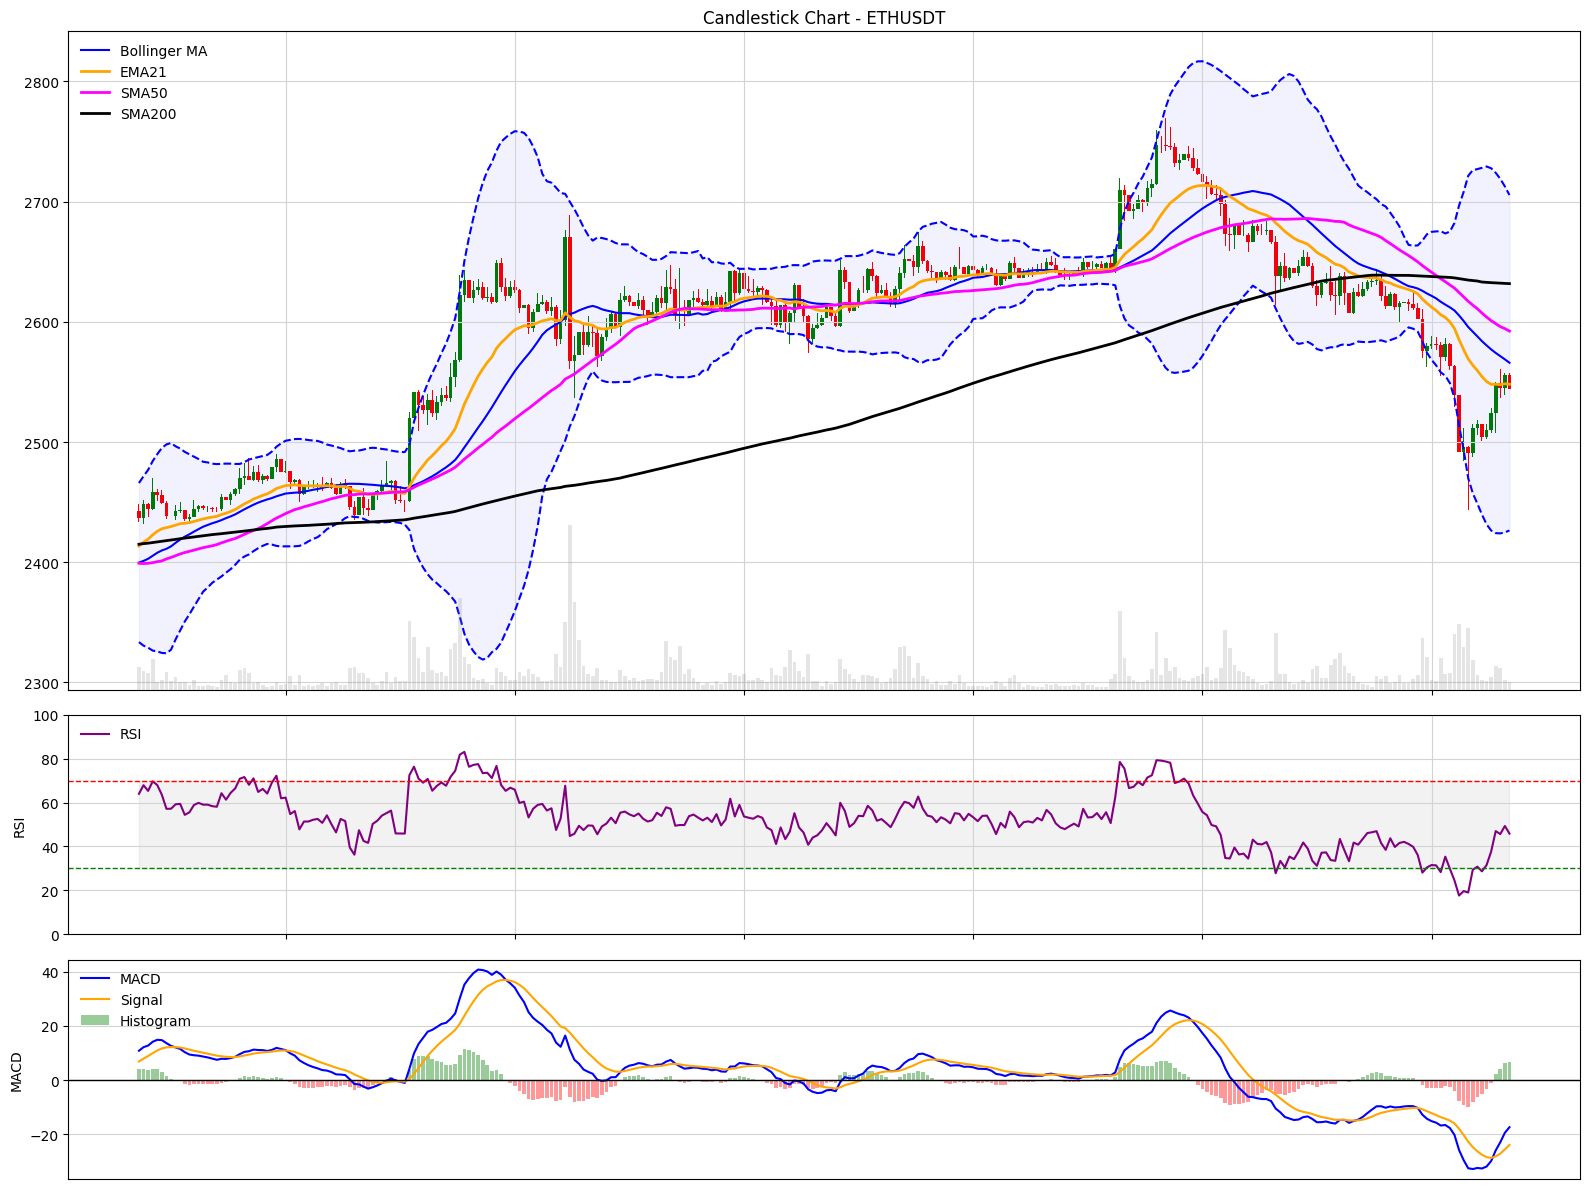 Candlestick Chart - ETHUSDT
Bollinger MA
EMA21
SMA50
SMA200
2800
2700
2600
2500
2400
2300
RSI
100
80
60
40
20
0
RSI
MACD
Signal
Histogram
40
20
0
−20
MACD